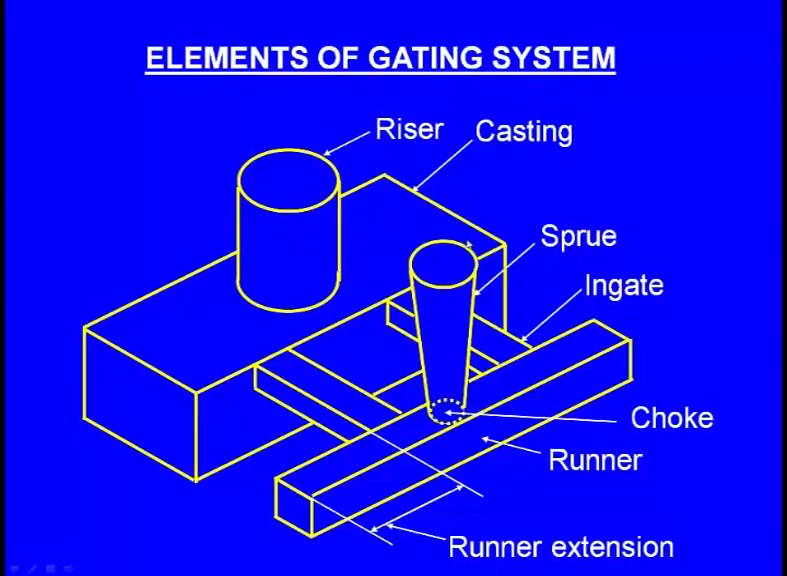 ELEMENTS OF GATING SYSTEM
Riser
Casting
Sprue
Ingate
Choke
Runner
Runner extension